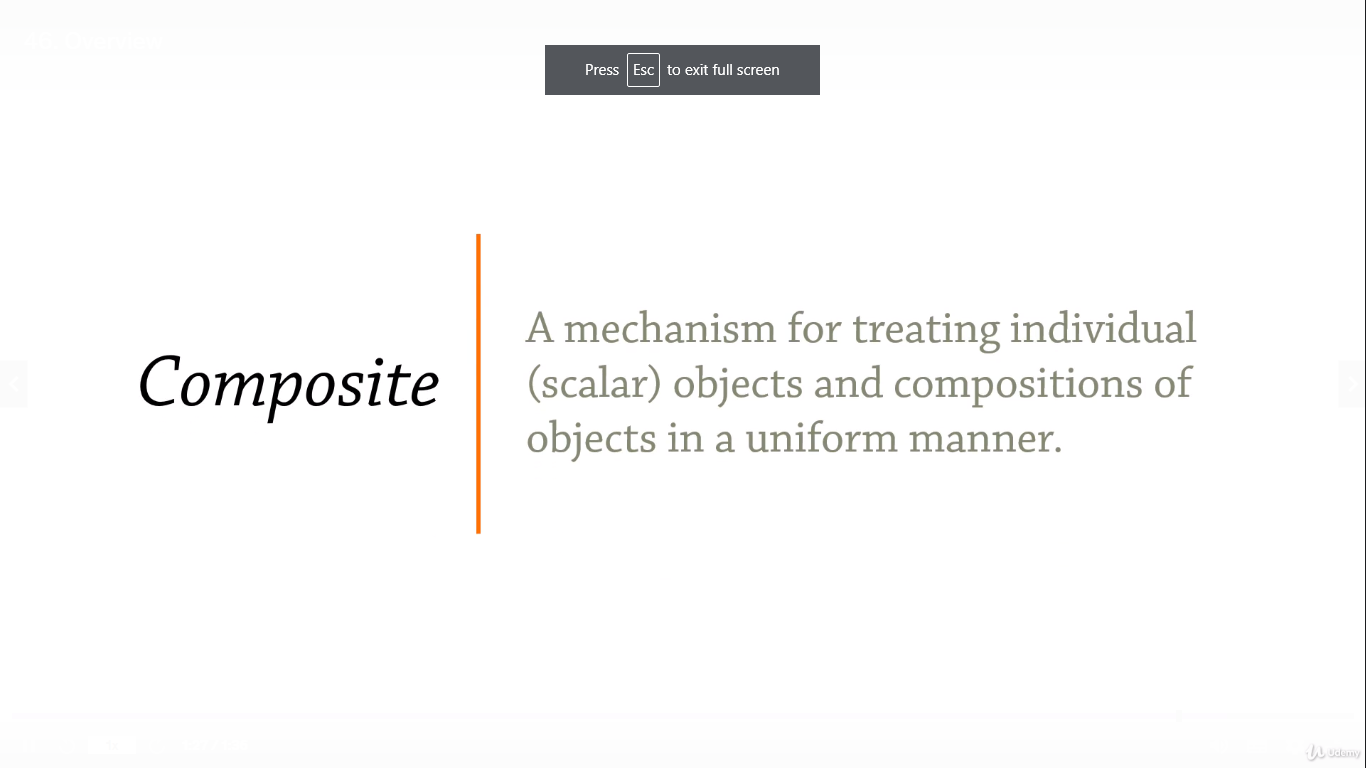 Press Esc to exit full screen
Composite
A mechanism for treating individual
(scalar) objects and compositions of
objects in a uniform manner.
Udemy